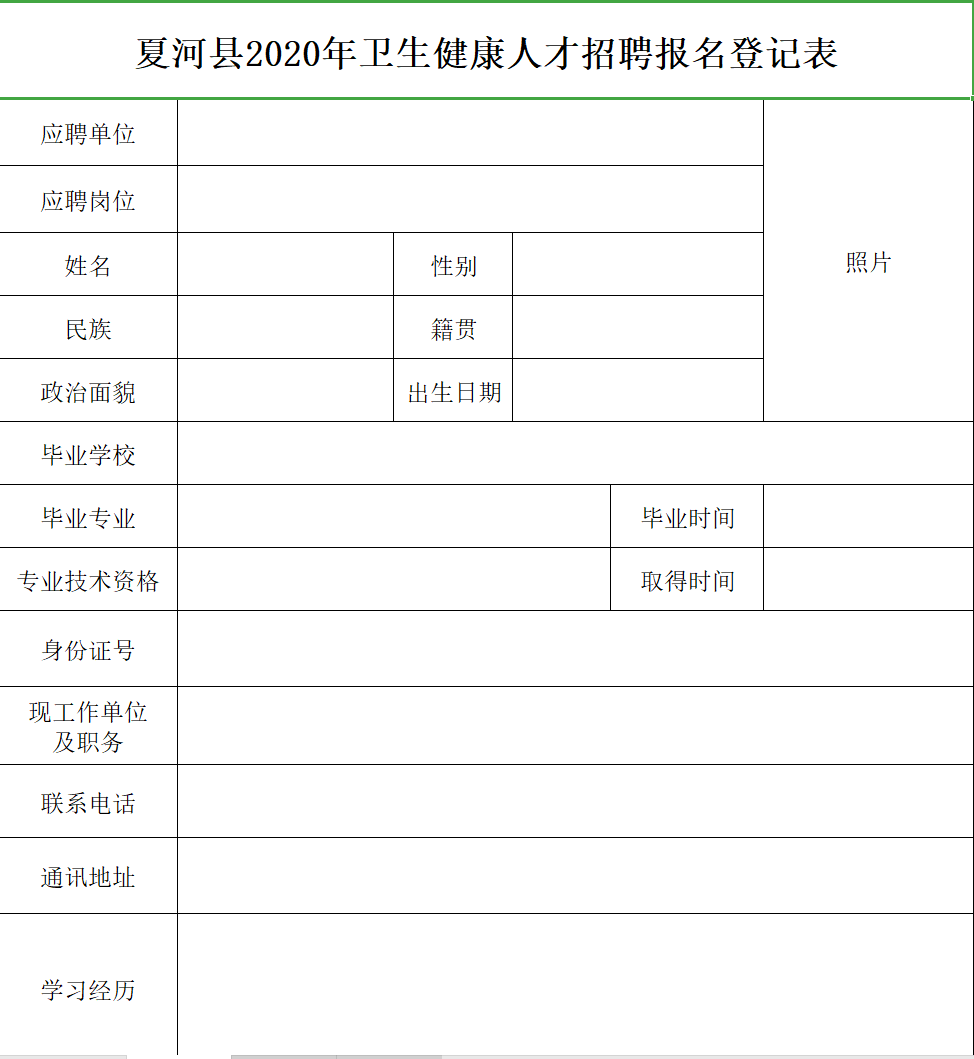 夏河县2020年卫生健康人才招聘报名登记表
应聘单位
照片
应聘岗位
姓名
性别
民族
籍贯
政治面貌
出生日期
毕业学校
毕业专业
毕业时间
专业技术资格
取得时间
身份证号
现工作单位
及职务
联系电话
通讯地址
学习经历